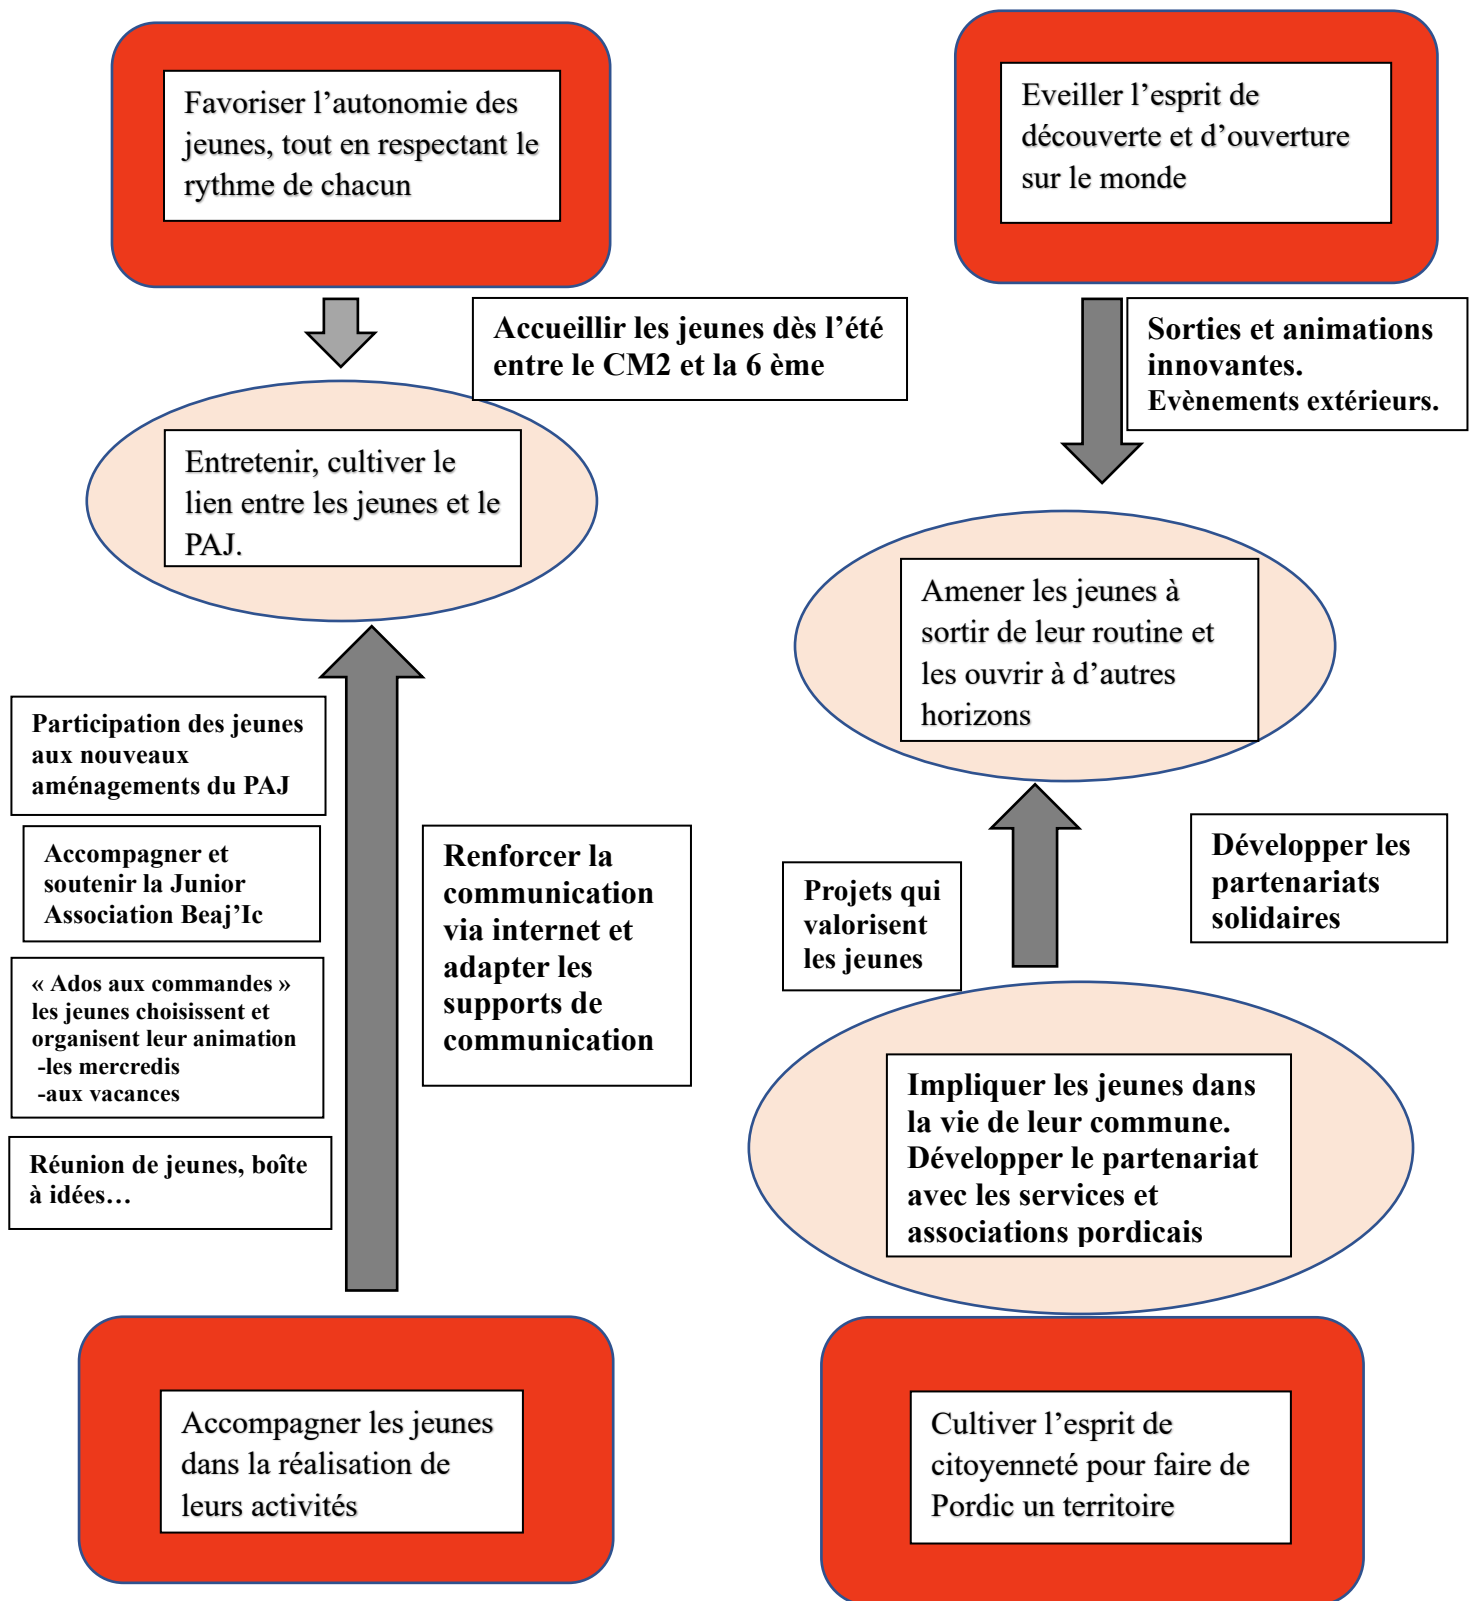 Favoriser l’autonomie des
jeunes, tout en respectant le
rythme de chacun
Eveiller l’esprit de
découverte et d’ouverture
sur le monde
Accueillir les jeunes dès l’été
entre le CM2 et la 6 ème
Sorties et animations
innovantes.
Evènements extérieurs.
Entretenir, cultiver le
lien entre les jeunes et le
PAJ.
Amener les jeunes à
sortir de leur routine et
les ouvrir à d’autres
horizons
Participation des jeunes
aux nouveaux
aménagements du PAJ
Accompagner et
soutenir la Junior
Association Beaj’Ic
« Ados aux commandes »
les jeunes choisissent et
organisent leur animation
-les mercredis
-aux vacances
Réunion de jeunes, boîte
à idées…
Renforcer la
communication
via internet et
adapter les
supports de
communication
Projets qui
valorisent
les jeunes
Développer les
partenariats
solidaires
Impliquer les jeunes dans
la vie de leur commune.
Développer le partenariat
avec les services et
associations pordicais
Accompagner les jeunes
dans la réalisation de
leurs activités
Cultiver l’esprit de
citoyenneté pour faire de
Pordic un territoire